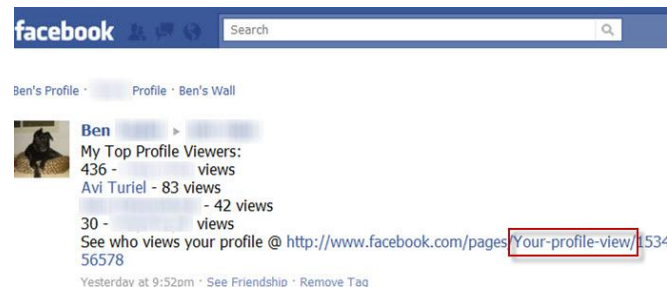 facebook
Search
Ben's Profile · Profile · Ben's Wall
Ben
My Top Profile Viewers:
436 - views
Avi Turiel - 83 views
- 42 views
30 - views
See who views your profile @ http://www.facebook.com/pages/Your-profile-view/1534
56578
Yesterday at 9:52pm · See Friendship · Remove Tag